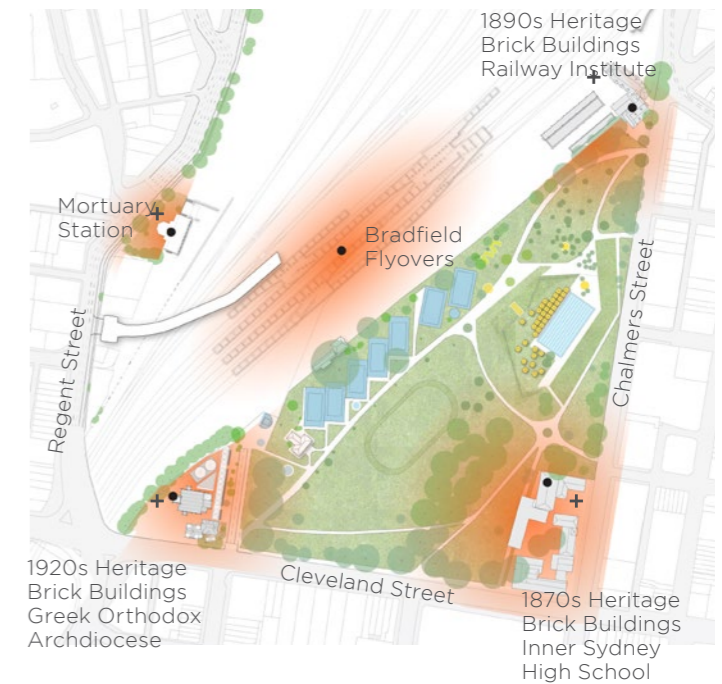 1890s Heritage
Brick Buildings
Railway Institute
Mortuary
Station
Bradfield
Flyovers
Regent Street
Chalmers Street
Cleveland Street
1920s Heritage
Brick Buildings
Greek Orthodox
Archdiocese
1870s Heritage
Brick Buildings
Inner Sydney
High School